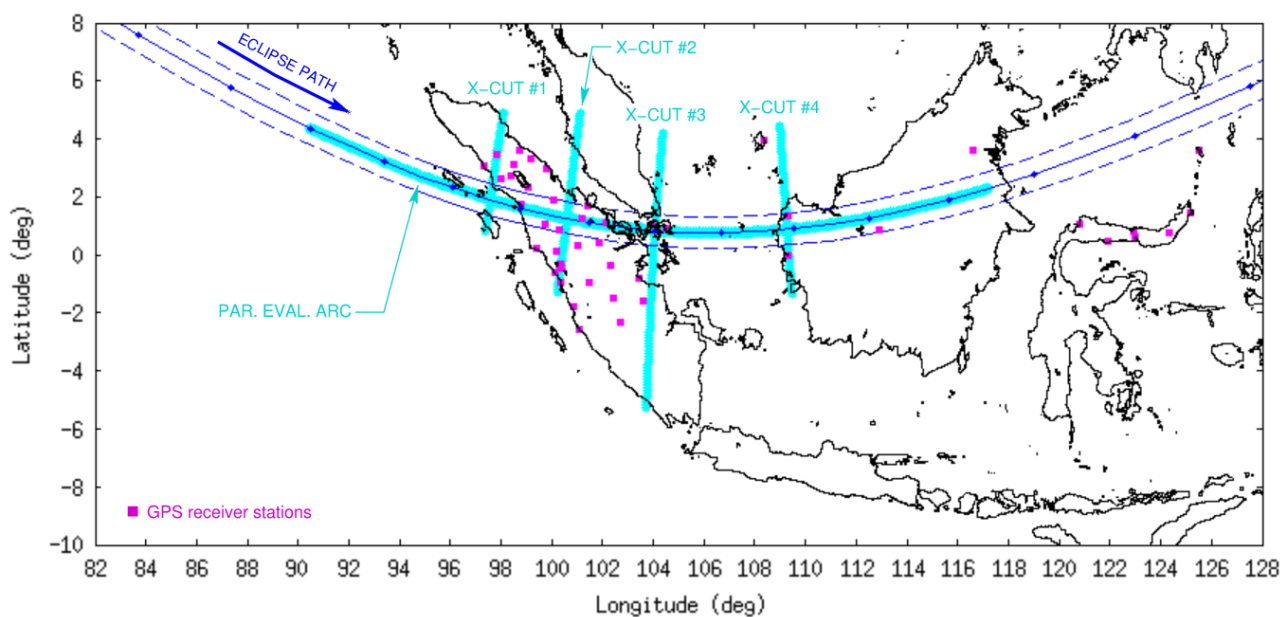 8
6
4
2
0
−2
−4
−6
−8
−10
Latitude (deg)
ECLIPSE PATH
X−CUT #1
X−CUT #2
X−CUT #3
X−CUT #4
PAR. EVAL. ARC
GPS receiver stations
82 84 86 88 90 92 94 96 98 100 102 104 106 108 110 112 114 116 118 120 122 124 126 128
Longitude (deg)